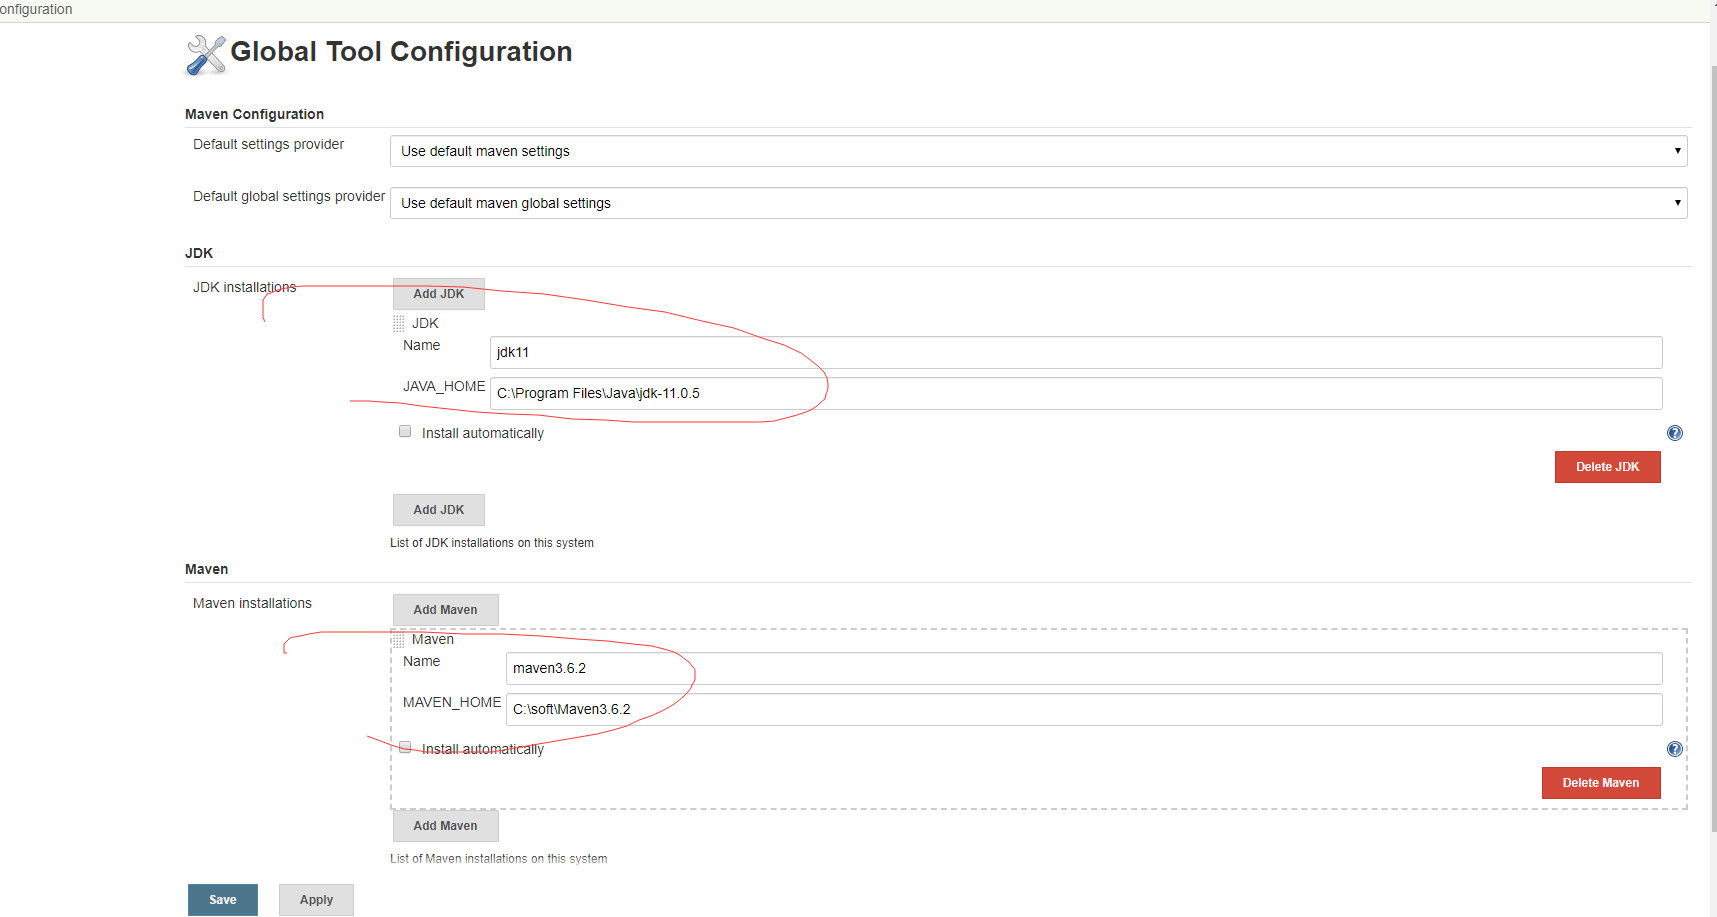 onfiguration
Global Tool Configuration
Maven Configuration
Default settings provider
Use default maven settings
Default global settings provider
Use default maven global settings
JDK
JDK installations
Add JDK
JDK
Name
jdk11
JAVA_HOME
C:\Program Files\Java\jdk-11.0.5
Install automatically
Delete JDK
Add JDK
List of JDK installations on this system
Maven
Maven installations
Add Maven
Maven
Name
maven3.6.2
MAVEN_HOME
C:\soft\Maven3.6.2
Install automatically
Delete Maven
Add Maven
List of Maven installations on this system
Save
Apply